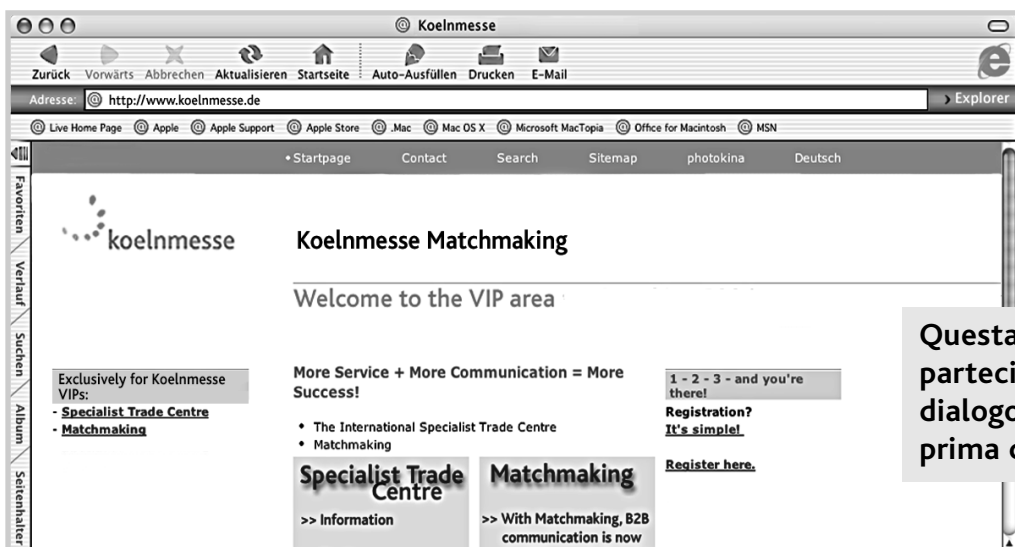 Koelnmesse
Zurück Vorwärts Abbrechen Aktualisieren Startseite Auto-Ausfüllen Drucken E-Mail
Adresse: http://www.koelnmesse.de › Explorer
Live Home Page Apple Apple Support Apple Store .Mac Mac OS X Microsoft MacTopia Office for Macintosh MSN
• Startpage Contact Search Sitemap photokina Deutsch
Favoriten
Verlauf
Suchen
Album
Seitenhalter
koelnmesse
Koelnmesse Matchmaking
Welcome to the VIP area
Exclusively for Koelnmesse
VIPs:
- Specialist Trade Centre
- Matchmaking
More Service + More Communication = More
Success!
• The International Specialist Trade Centre
• Matchmaking
Specialist Trade
Centre
>> Information
Matchmaking
>> With Matchmaking, B2B
communication is now
1 - 2 - 3 - and you're
there!
Registration?
It's simple!
Register here.
Questa
parteci
dialogo
prima